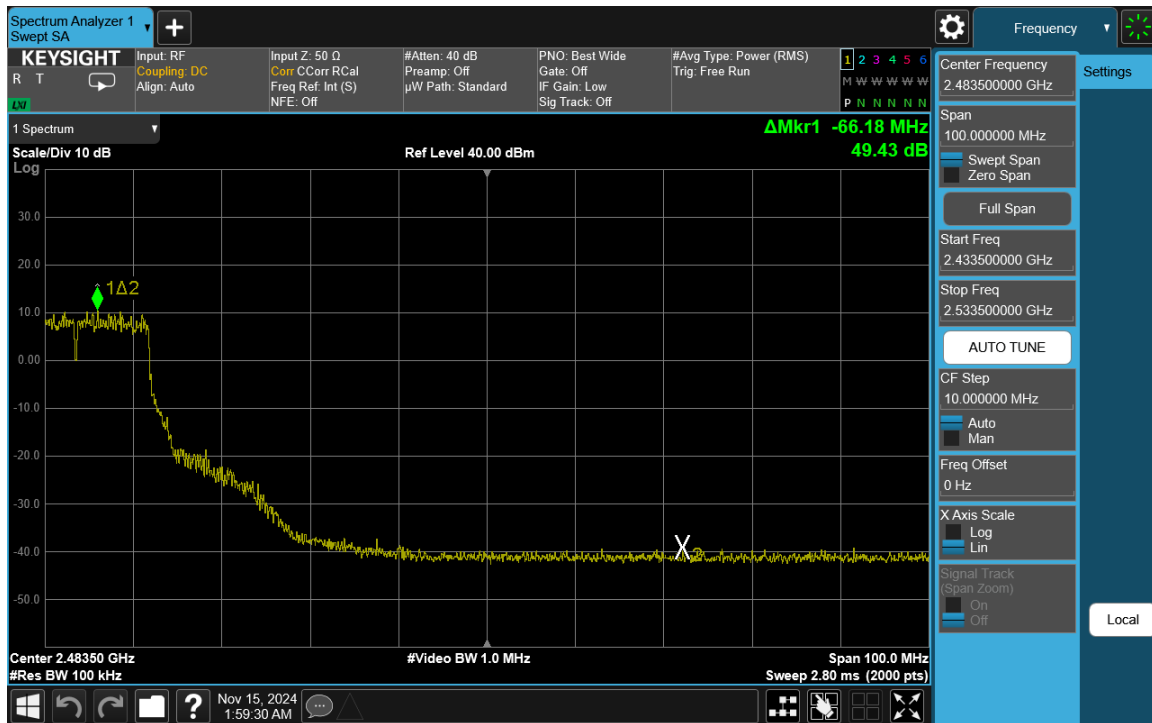 Spectrum Analyzer 1
Swept SA
Frequency
KEYSIGHT
R T
LXI
Input: RF
Coupling: DC
Align: Auto
Input Z: 50 Ω
Corr CCorr RCal
Freq Ref: Int (S)
NFE: Off
#Atten: 40 dB
Preamp: Off
µW Path: Standard
PNO: Best Wide
Gate: Off
IF Gain: Low
Sig Track: Off
#Avg Type: Power (RMS)
Trig: Free Run
1 2 3 4 5 6
M W W W W W
P N N N N N
1 Spectrum
ΔMkr1 -66.18 MHz
49.43 dB
Scale/Div 10 dB
Ref Level 40.00 dBm
Log
30.0
20.0
10.0
0.00
-10.0
-20.0
-30.0
-40.0
-50.0
1Δ2
X2
Center 2.48350 GHz
#Res BW 100 kHz
#Video BW 1.0 MHz
Span 100.0 MHz
Sweep 2.80 ms (2000 pts)
Nov 15, 2024
1:59:30 AM
Center Frequency
2.483500000 GHz
Span
100.000000 MHz
Swept Span
Zero Span
Full Span
Start Freq
2.433500000 GHz
Stop Freq
2.533500000 GHz
AUTO TUNE
CF Step
10.000000 MHz
Auto
Man
Freq Offset
0 Hz
X Axis Scale
Log
Lin
Signal Track
(Span Zoom)
On
Off
Settings
Local